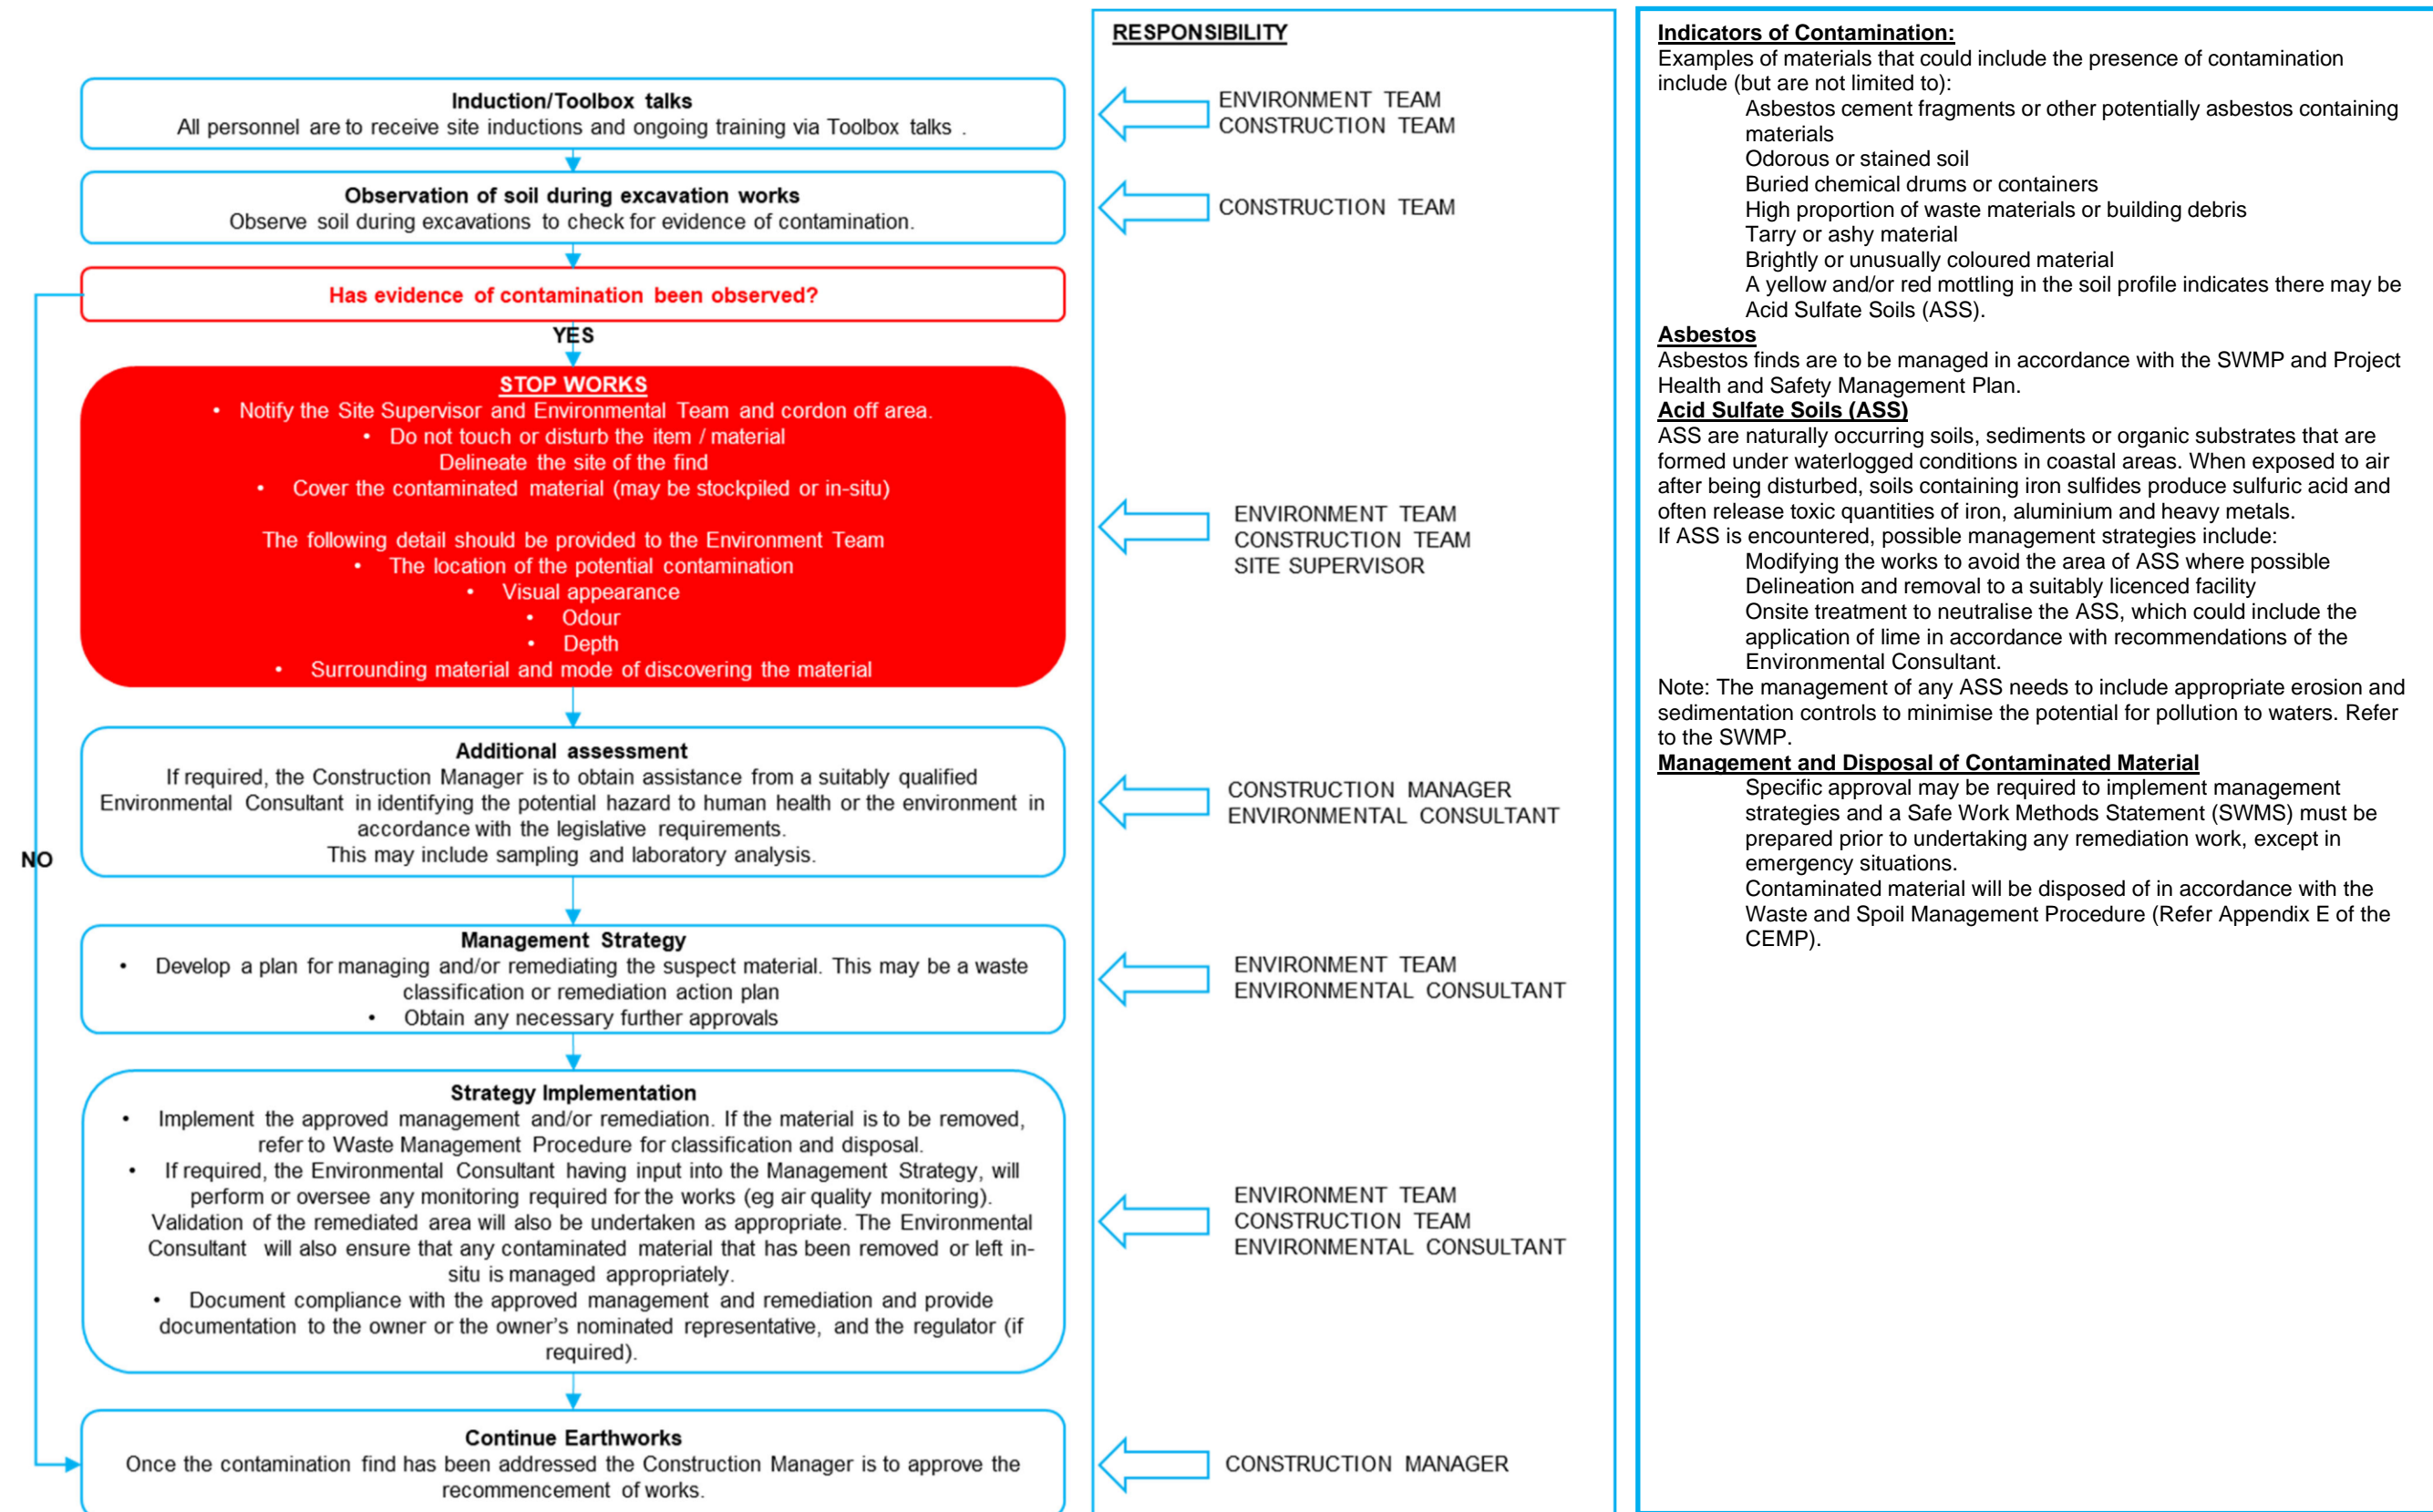 Induction/Toolbox talks
All personnel are to receive site inductions and ongoing training via Toolbox talks .
Observation of soil during excavation works
Observe soil during excavations to check for evidence of contamination.
Has evidence of contamination been observed?
YES
STOP WORKS
• Notify the Site Supervisor and Environmental Team and cordon off area.
• Do not touch or disturb the item / material
Delineate the site of the find
• Cover the contaminated material (may be stockpiled or in-situ)
The following detail should be provided to the Environment Team
• The location of the potential contamination
• Visual appearance
• Odour
• Depth
• Surrounding material and mode of discovering the material
Additional assessment
If required, the Construction Manager is to obtain assistance from a suitably qualified
Environmental Consultant in identifying the potential hazard to human health or the environment in
accordance with the legislative requirements.
This may include sampling and laboratory analysis.
NO
Management Strategy
• Develop a plan for managing and/or remediating the suspect material. This may be a waste
classification or remediation action plan
• Obtain any necessary further approvals
Strategy Implementation
• Implement the approved management and/or remediation. If the material is to be removed,
refer to Waste Management Procedure for classification and disposal.
• If required, the Environmental Consultant having input into the Management Strategy, will
perform or oversee any monitoring required for the works (eg air quality monitoring).
Validation of the remediated area will also be undertaken as appropriate. The Environmental
Consultant will also ensure that any contaminated material that has been removed or left in-
situ is managed appropriately.
• Document compliance with the approved management and remediation and provide
documentation to the owner or the owner's nominated representative, and the regulator (if
required).
Continue Earthworks
Once the contamination find has been addressed the Construction Manager is to approve the
recommencement of works.
RESPONSIBILITY
ENVIRONMENT TEAM
CONSTRUCTION TEAM
CONSTRUCTION TEAM
ENVIRONMENT TEAM
CONSTRUCTION TEAM
SITE SUPERVISOR
CONSTRUCTION MANAGER
ENVIRONMENTAL CONSULTANT
ENVIRONMENT TEAM
ENVIRONMENTAL CONSULTANT
ENVIRONMENT TEAM
CONSTRUCTION TEAM
ENVIRONMENTAL CONSULTANT
CONSTRUCTION MANAGER
Indicators of Contamination:
Examples of materials that could include the presence of contamination
include (but are not limited to):
Asbestos cement fragments or other potentially asbestos containing
materials
Odorous or stained soil
Buried chemical drums or containers
High proportion of waste materials or building debris
Tarry or ashy material
Brightly or unusually coloured material
A yellow and/or red mottling in the soil profile indicates there may be
Acid Sulfate Soils (ASS).
Asbestos
Asbestos finds are to be managed in accordance with the SWMP and Project
Health and Safety Management Plan.
Acid Sulfate Soils (ASS)
ASS are naturally occurring soils, sediments or organic substrates that are
formed under waterlogged conditions in coastal areas. When exposed to air
after being disturbed, soils containing iron sulfides produce sulfuric acid and
often release toxic quantities of iron, aluminium and heavy metals.
If ASS is encountered, possible management strategies include:
Modifying the works to avoid the area of ASS where possible
Delineation and removal to a suitably licenced facility
Onsite treatment to neutralise the ASS, which could include the
application of lime in accordance with recommendations of the
Environmental Consultant.
Note: The management of any ASS needs to include appropriate erosion and
sedimentation controls to minimise the potential for pollution to waters. Refer
to the SWMP.
Management and Disposal of Contaminated Material
Specific approval may be required to implement management
strategies and a Safe Work Methods Statement (SWMS) must be
prepared prior to undertaking any remediation work, except in
emergency situations.
Contaminated material will be disposed of in accordance with the
Waste and Spoil Management Procedure (Refer Appendix E of the
CEMP).